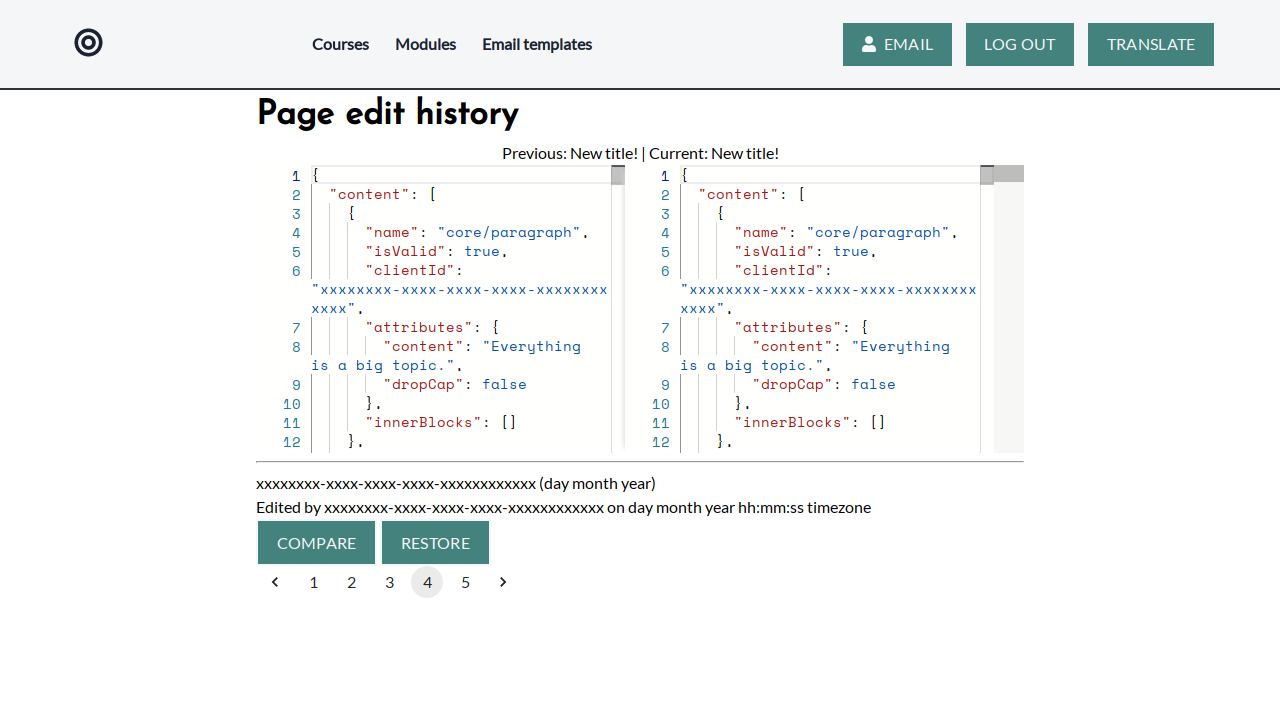 Courses Modules Email templates EMAIL LOG OUT TRANSLATE
Page edit history
Previous: New title! | Current: New title!
1 {
2 "content": [
3 {
4 "name": "core/paragraph",
5 "isValid": true,
6 "clientId":
"xxxxxxxx-xxxx-xxxx-xxxx-xxxxxxxx
xxxx",
7 "attributes": {
8 "content": "Everything
is a big topic.",
9 "dropCap": false
10 },
11 "innerBlocks": []
12 },
1 {
2 "content": [
3 {
4 "name": "core/paragraph",
5 "isValid": true,
6 "clientId":
"xxxxxxxx-xxxx-xxxx-xxxx-xxxxxxxx
xxxx",
7 "attributes": {
8 "content": "Everything
is a big topic.",
9 "dropCap": false
10 },
11 "innerBlocks": []
12 },
xxxxxxxx-xxxx-xxxx-xxxx-xxxxxxxxxxxx (day month year)
Edited by xxxxxxxx-xxxx-xxxx-xxxx-xxxxxxxxxxxx on day month year hh:mm:ss timezone
COMPARE RESTORE
1 2 3 4 5